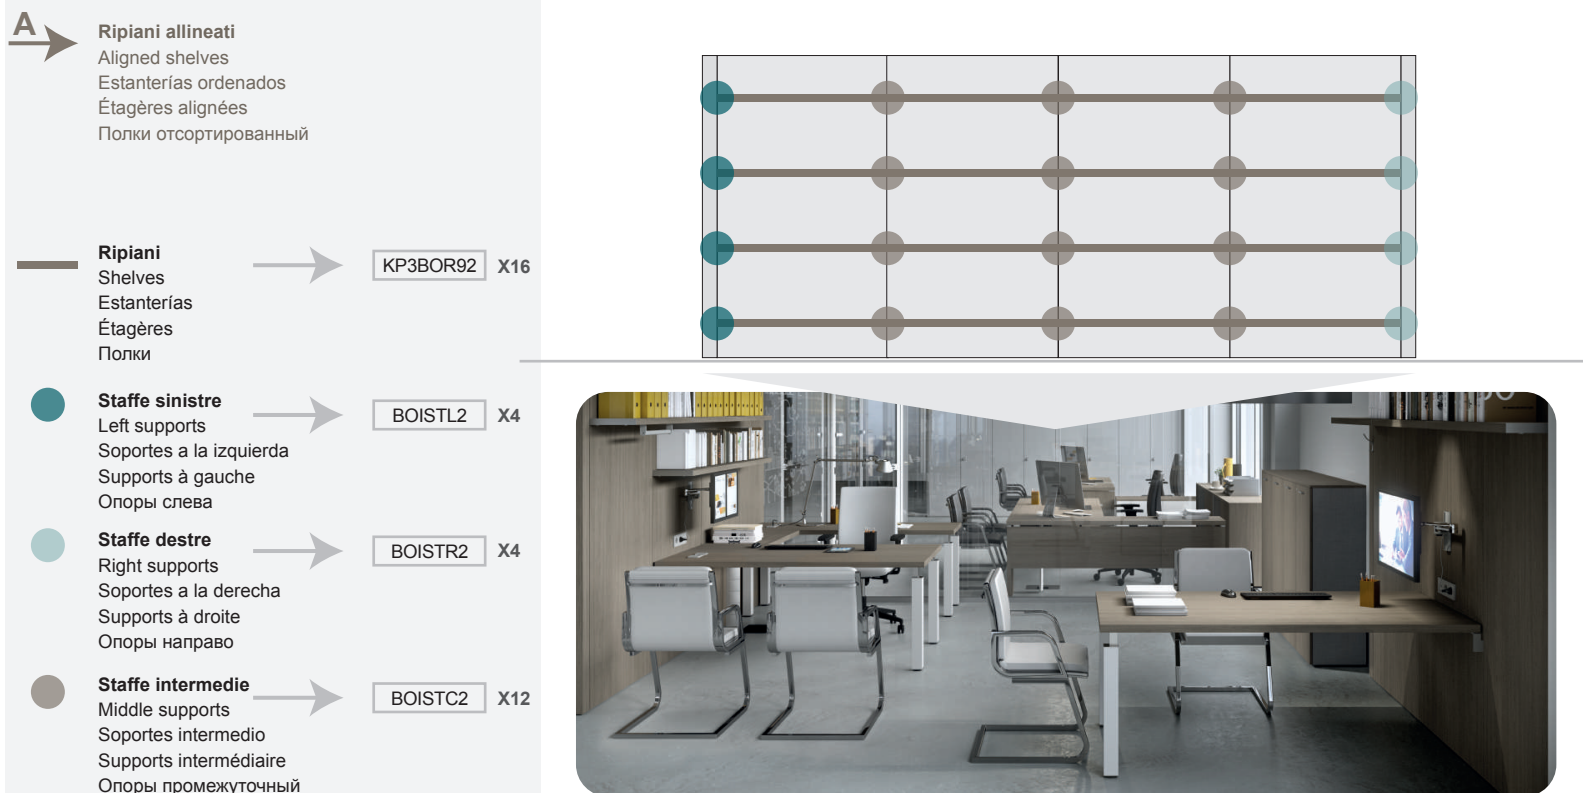 A
Ripiani allineati
Aligned shelves
Estanterías ordenados
Étagères alignées
Полки отсортированный
Ripiani
Shelves
Estanterías
Étagères
Полки
KP3BOR92 X16
Staffe sinistre
Left supports
Soportes a la izquierda
Supports à gauche
Опоры слева
BOISTL2 X4
Staffe destre
Right supports
Soportes a la derecha
Supports à droite
Опоры направо
BOISTR2 X4
Staffe intermedie
Middle supports
Soportes intermedio
Supports intermédiaire
Опоры промежуточный
BOISTC2 X12